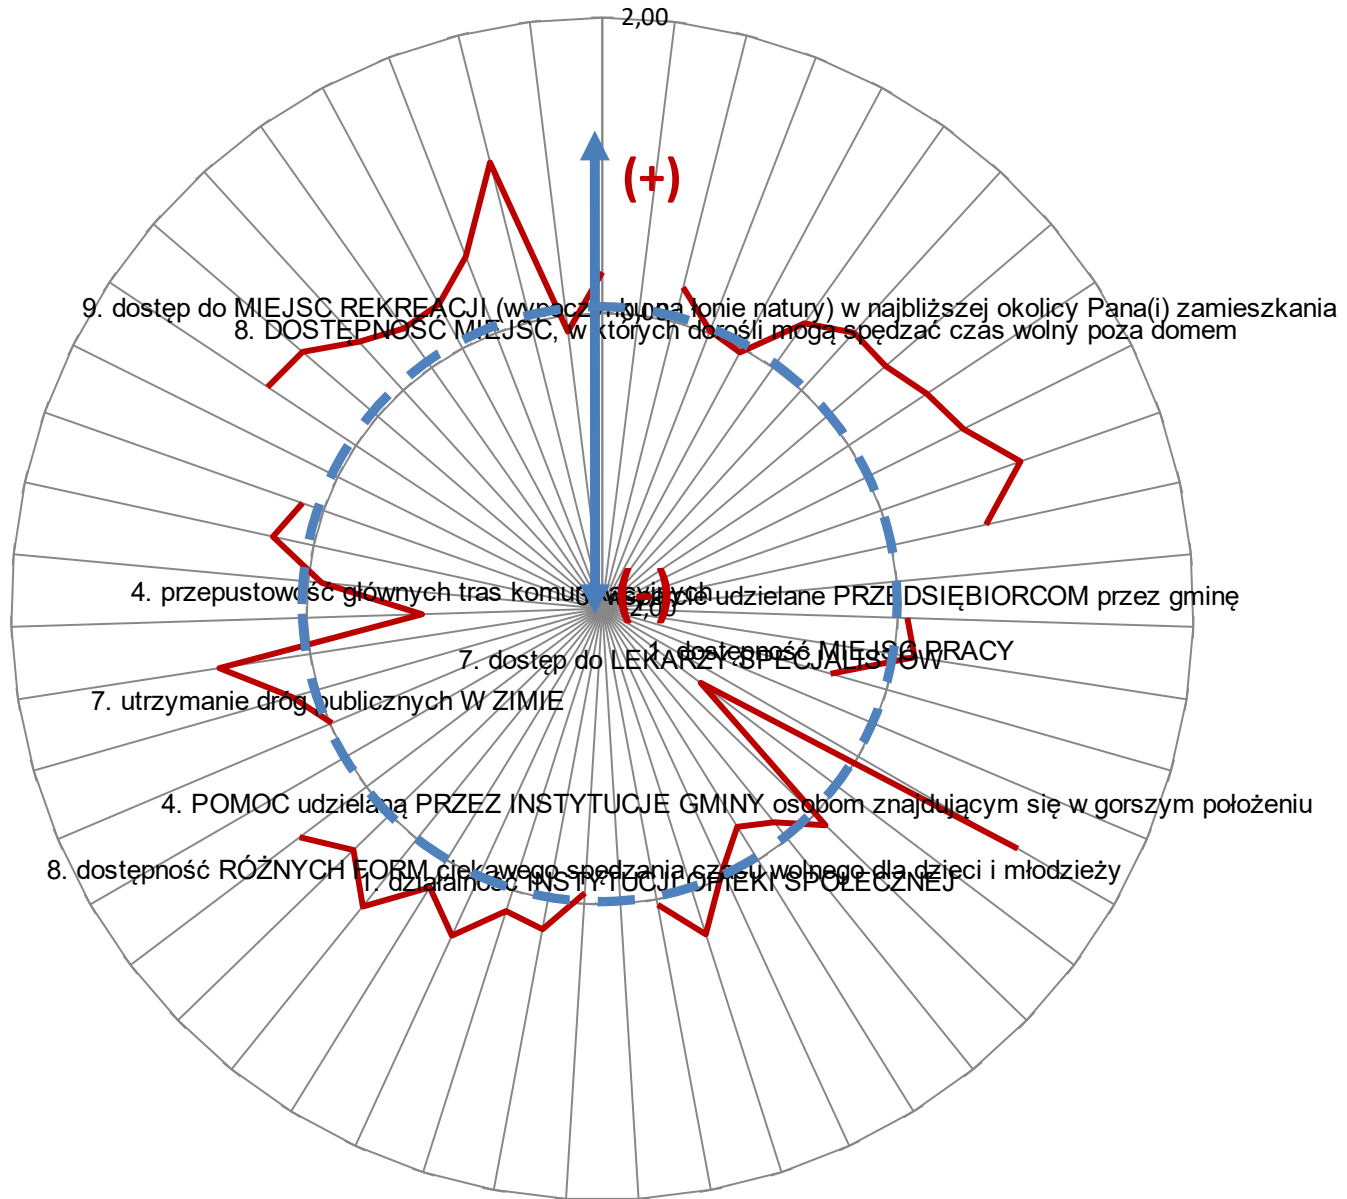 2,00
(+)
9. dostęp do MIEJSC REKREACJI (wypoczynku na łonie natury) w najbliższej okolicy Pana(i) zamieszkania
0,00
8. DOSTĘPNOŚĆ MIEJSC, w których dorośli mogą spędzać czas wolny poza domem
4. przepustowość głównych tras komunikacyjnych
(-)
udzielane PRZEDSIĘBIORCOM przez gminę
-2,00
1. dostępność MIEJSC PRACY
7. dostęp do LEKARZY SPECJALISTÓW
7. utrzymanie dróg publicznych W ZIMIE
4. POMOC udzielaną PRZEZ INSTYTUCJE GMINY osobom znajdującym się w gorszym położeniu
8. dostępność RÓŻNYCH FORM ciekawego spędzania czasu wolnego dla dzieci i młodzieży
1. działalność INSTYTUCJI OPIEKI SPOŁECZNEJ